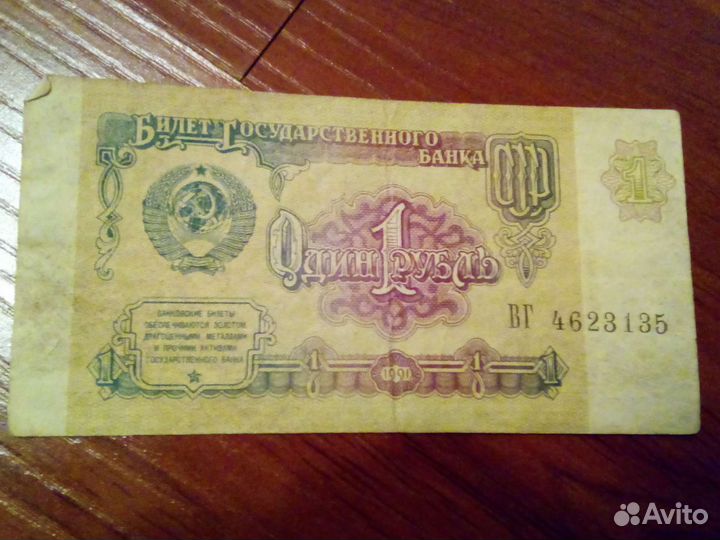 Билет Государственного
Банка
СССР
1
Один 1 рубль
БАНКОВСКИЕ БИЛЕТЫ
ОБЕСПЕЧИВАЮТСЯ ЗОЛОТОМ,
ДРАГОЦЕННЫМИ МЕТАЛЛАМИ
И ПРОЧИМИ АКТИВАМИ
ГОСУДАРСТВЕННОГО БАНКА
ВГ 4623135
1 1 1991 1 1
Avito